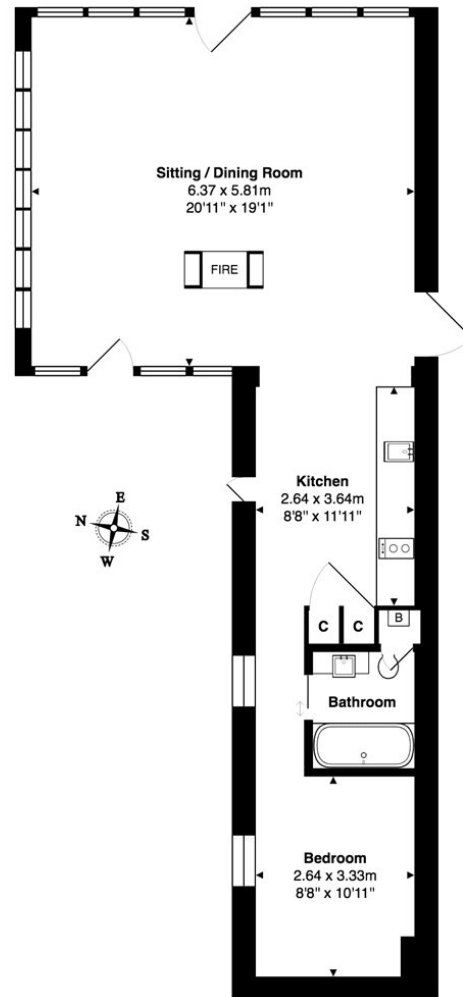 Sitting / Dining Room
6.37 x 5.81m
20'11" x 19'1"
FIRE
Kitchen
2.64 x 3.64m
8'8" x 11'11"
N E S W
C C
B
Bathroom
Bedroom
2.64 x 3.33m
8'8" x 10'11"